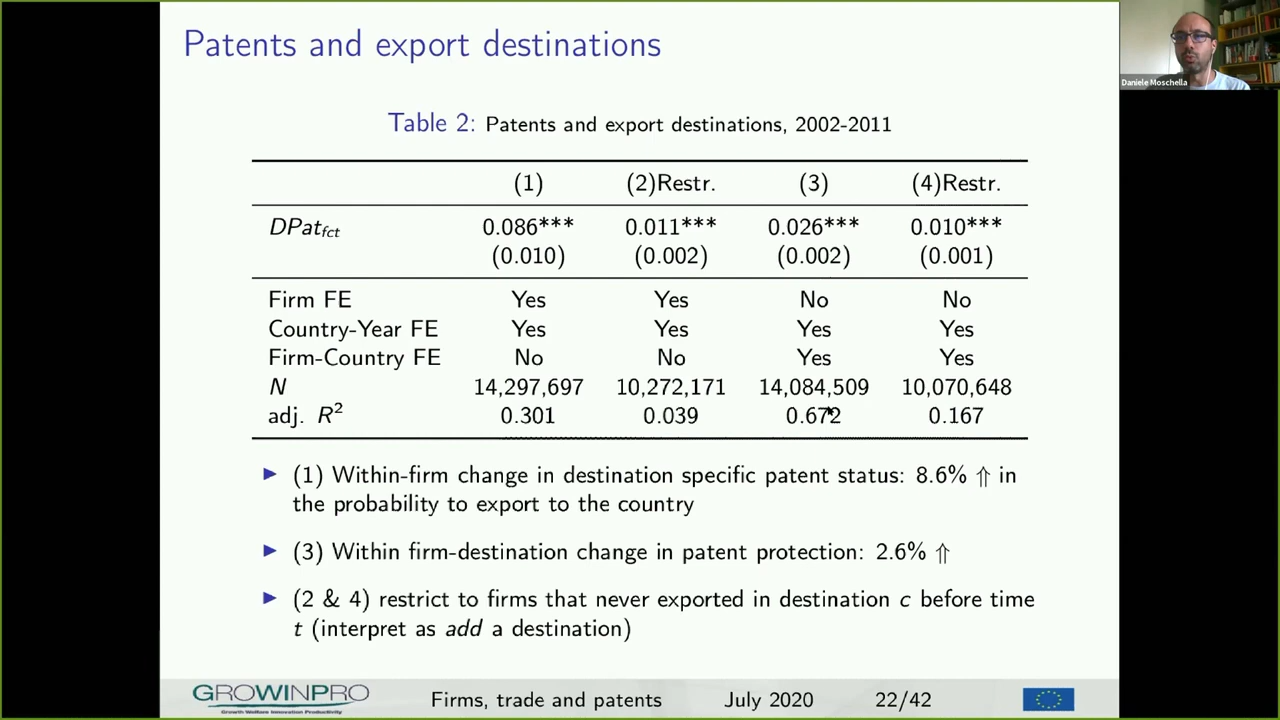 Patents and export destinations
Daniele Moschella
Table 2: Patents and export destinations, 2002-2011
(1) (2)Restr. (3) (4)Restr.
DPatfct 0.086*** 0.011*** 0.026*** 0.010***
(0.010) (0.002) (0.002) (0.001)
Firm FE Yes Yes No No
Country-Year FE Yes Yes Yes Yes
Firm-Country FE No No Yes Yes
N 14,297,697 10,272,171 14,084,509 10,070,648
adj. R² 0.301 0.039 0.672 0.167
▶ (1) Within-firm change in destination specific patent status: 8.6% ⇑ in
the probability to export to the country
▶ (3) Within firm-destination change in patent protection: 2.6% ⇑
▶ (2 & 4) restrict to firms that never exported in destination c before time
t (interpret as add a destination)
GROWINPRO
Growth Welfare Innovation Productivity
Firms, trade and patents July 2020 22/42